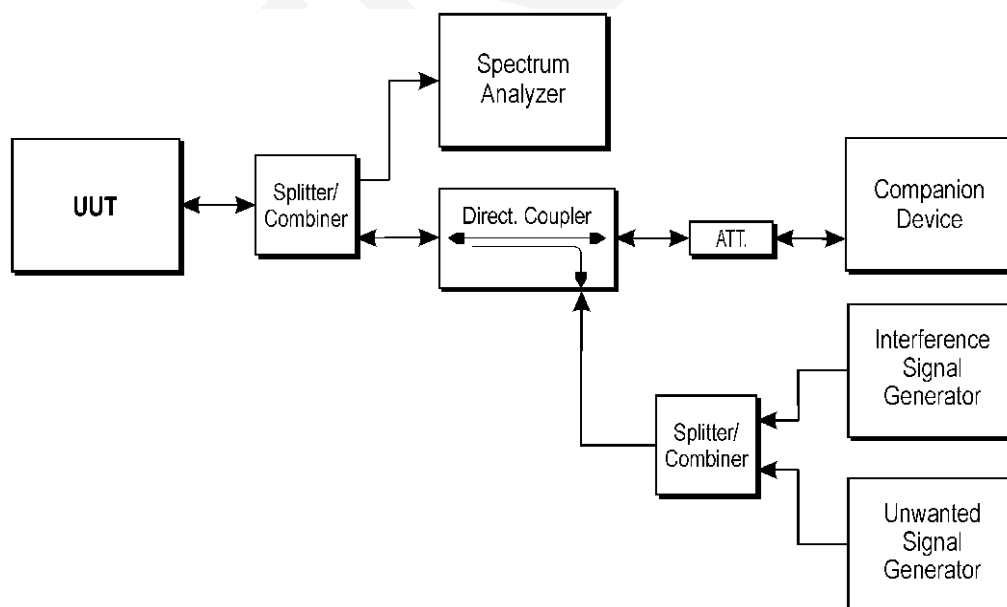 Spectrum
Analyzer
UUT
Splitter/
Combiner
Direct. Coupler
ATT.
Companion
Device
Interference
Signal
Generator
Splitter/
Combiner
Unwanted
Signal
Generator